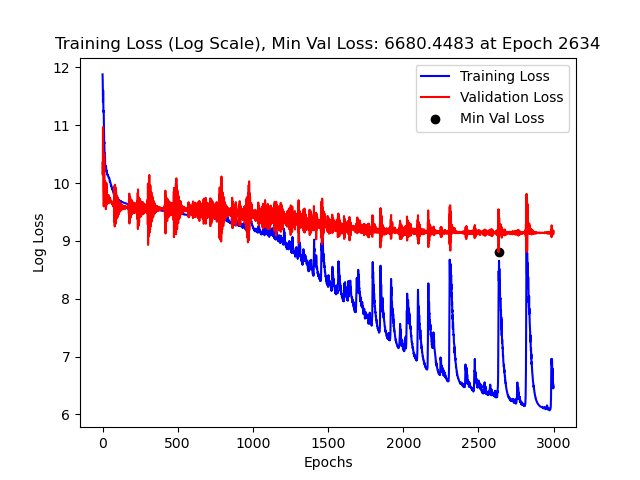 Training Loss (Log Scale), Min Val Loss: 6680.4483 at Epoch 2634
Training Loss
Validation Loss
Min Val Loss
12
11
10
9
8
7
6
Log Loss
0
500
1000
1500
2000
2500
3000
Epochs